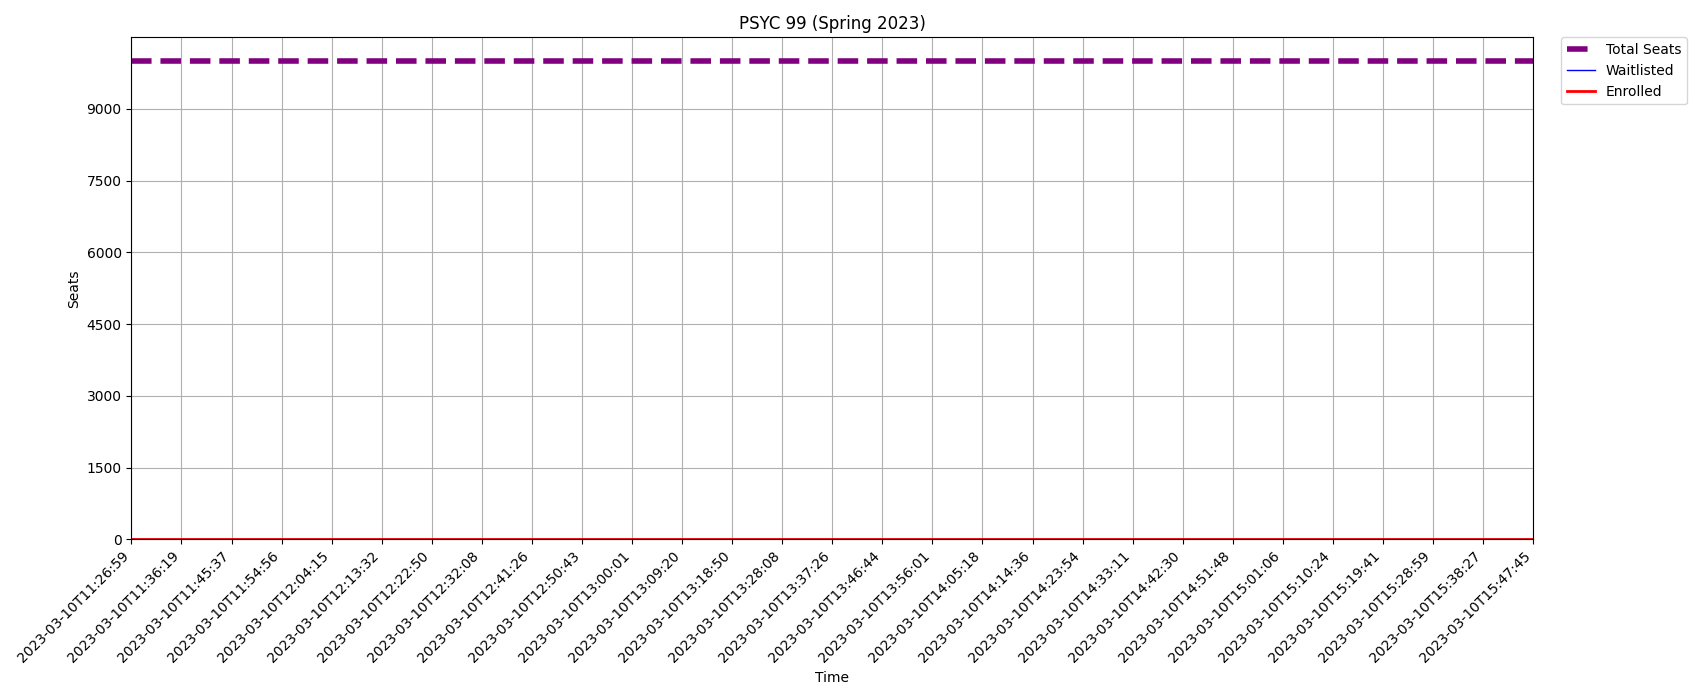 PSYC 99 (Spring 2023)
Total Seats
Waitlisted
Enrolled
Seats
9000
7500
6000
4500
3000
1500
0
2023-03-10T11:26:59
2023-03-10T11:36:19
2023-03-10T11:45:37
2023-03-10T11:54:56
2023-03-10T12:04:15
2023-03-10T12:13:32
2023-03-10T12:22:50
2023-03-10T12:32:08
2023-03-10T12:41:26
2023-03-10T12:50:43
2023-03-10T13:00:01
2023-03-10T13:09:20
2023-03-10T13:18:50
2023-03-10T13:28:08
2023-03-10T13:37:26
2023-03-10T13:46:44
2023-03-10T13:56:01
2023-03-10T14:05:18
2023-03-10T14:14:36
2023-03-10T14:23:54
2023-03-10T14:33:11
2023-03-10T14:42:30
2023-03-10T14:51:48
2023-03-10T15:01:06
2023-03-10T15:10:24
2023-03-10T15:19:41
2023-03-10T15:28:59
2023-03-10T15:38:27
2023-03-10T15:47:45
Time